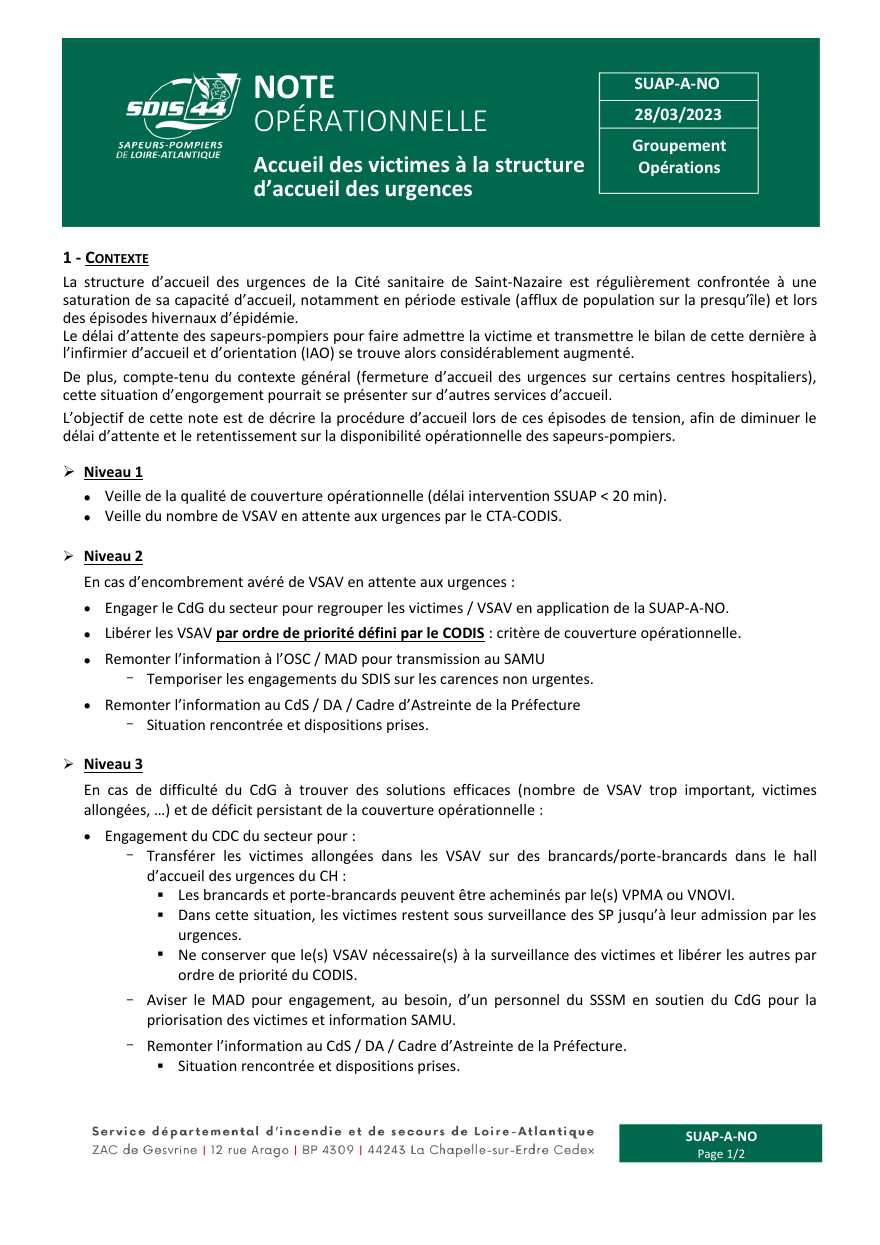 SDIS 44
SAPEURS-POMPIERS
DE LOIRE-ATLANTIQUE
NOTE
OPÉRATIONNELLE
Accueil des victimes à la structure
d’accueil des urgences
SUAP-A-NO
28/03/2023
Groupement
Opérations
1 - CONTEXTE
La structure d’accueil des urgences de la Cité sanitaire de Saint-Nazaire est régulièrement confrontée à une
saturation de sa capacité d’accueil, notamment en période estivale (afflux de population sur la presqu’île) et lors
des épisodes hivernaux d’épidémie.
Le délai d’attente des sapeurs-pompiers pour faire admettre la victime et transmettre le bilan de cette dernière à
l’infirmier d’accueil et d’orientation (IAO) se trouve alors considérablement augmenté.
De plus, compte-tenu du contexte général (fermeture d’accueil des urgences sur certains centres hospitaliers),
cette situation d’engorgement pourrait se présenter sur d’autres services d’accueil.
L’objectif de cette note est de décrire la procédure d’accueil lors de ces épisodes de tension, afin de diminuer le
délai d’attente et le retentissement sur la disponibilité opérationnelle des sapeurs-pompiers.
➢ Niveau 1
• Veille de la qualité de couverture opérationnelle (délai intervention SSUAP < 20 min).
• Veille du nombre de VSAV en attente aux urgences par le CTA-CODIS.
➢ Niveau 2
En cas d’encombrement avéré de VSAV en attente aux urgences :
• Engager le CdG du secteur pour regrouper les victimes / VSAV en application de la SUAP-A-NO.
• Libérer les VSAV par ordre de priorité défini par le CODIS : critère de couverture opérationnelle.
• Remonter l’information à l’OSC / MAD pour transmission au SAMU
− Temporiser les engagements du SDIS sur les carences non urgentes.
• Remonter l’information au CdS / DA / Cadre d’Astreinte de la Préfecture
− Situation rencontrée et dispositions prises.
➢ Niveau 3
En cas de difficulté du CdG à trouver des solutions efficaces (nombre de VSAV trop important, victimes
allongées, …) et de déficit persistant de la couverture opérationnelle :
• Engagement du CDC du secteur pour :
− Transférer les victimes allongées dans les VSAV sur des brancards/porte-brancards dans le hall
d’accueil des urgences du CH :
▪ Les brancards et porte-brancards peuvent être acheminés par le(s) VPMA ou VNOVI.
▪ Dans cette situation, les victimes restent sous surveillance des SP jusqu’à leur admission par les
urgences.
▪ Ne conserver que le(s) VSAV nécessaire(s) à la surveillance des victimes et libérer les autres par
ordre de priorité du CODIS.
− Aviser le MAD pour engagement, au besoin, d’un personnel du SSSM en soutien du CdG pour la
priorisation des victimes et information SAMU.
− Remonter l’information au CdS / DA / Cadre d’Astreinte de la Préfecture.
▪ Situation rencontrée et dispositions prises.
Service départemental d’incendie et de secours de Loire-Atlantique
ZAC de Gesvrine | 12 rue Arago | BP 4309 | 44243 La Chapelle-sur-Erdre Cedex
SUAP-A-NO
Page 1/2